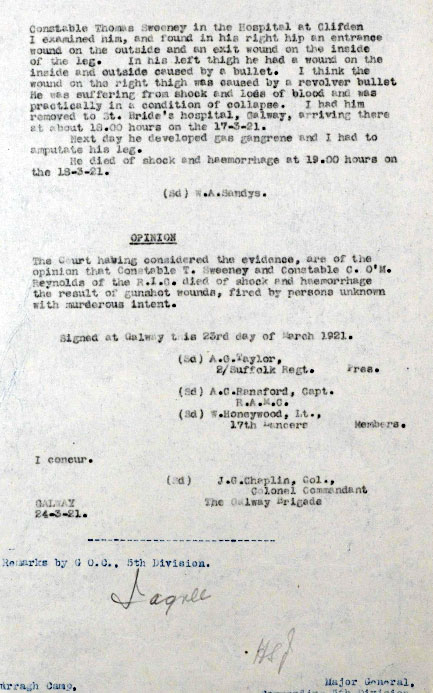 Constable Thomas Sweeney in the Hospital at Clifden
I examined him, and found in his right hip an entrance
wound on the outside and an exit wound on the inside
of the leg. In his left thigh he had a wound on the
inside and outside caused by a bullet. I think the
wound on the right thigh was caused by a revolver bullet
He was suffering from shock and loss of blood and was
practically in a condition of collapse. I had him
removed to St. Bride's hospital, Galway, arriving there
at about 18.00 hours on the 17-3-21.
Next day he developed gas gangrene and I had to
amputate his leg.
He died of shock and haemorrhage at 19.00 hours on
the 18-3-21.
(Sd) W.A.Sandys.
OPINION
The Court having considered the evidence, are of the
opinion that Constable T. Sweeney and Constable C. O'M.
Reynolds of the R.I.C. died of shock and haemorrhage
the result of gunshot wounds, fired by persons unknown
with murderous intent.
Signed at Galway this 23rd day of March 1921.
(Sd) A.C.Taylor,
2/Suffolk Regt. Pres.
(Sd) A.C.Ransford, Capt.
R.A.M.C.
(Sd) W.Honeywood, Lt.,
17th Lancers Members.
I concur.
(Sd) J.G.Chaplin, Col.,
Colonel Commandant
GALWAY The Galway Brigade
24-3-21.
Remarks by G O.C., 5th Division.
I agree
HSJ
urragh Camp, Major General,
5th Division